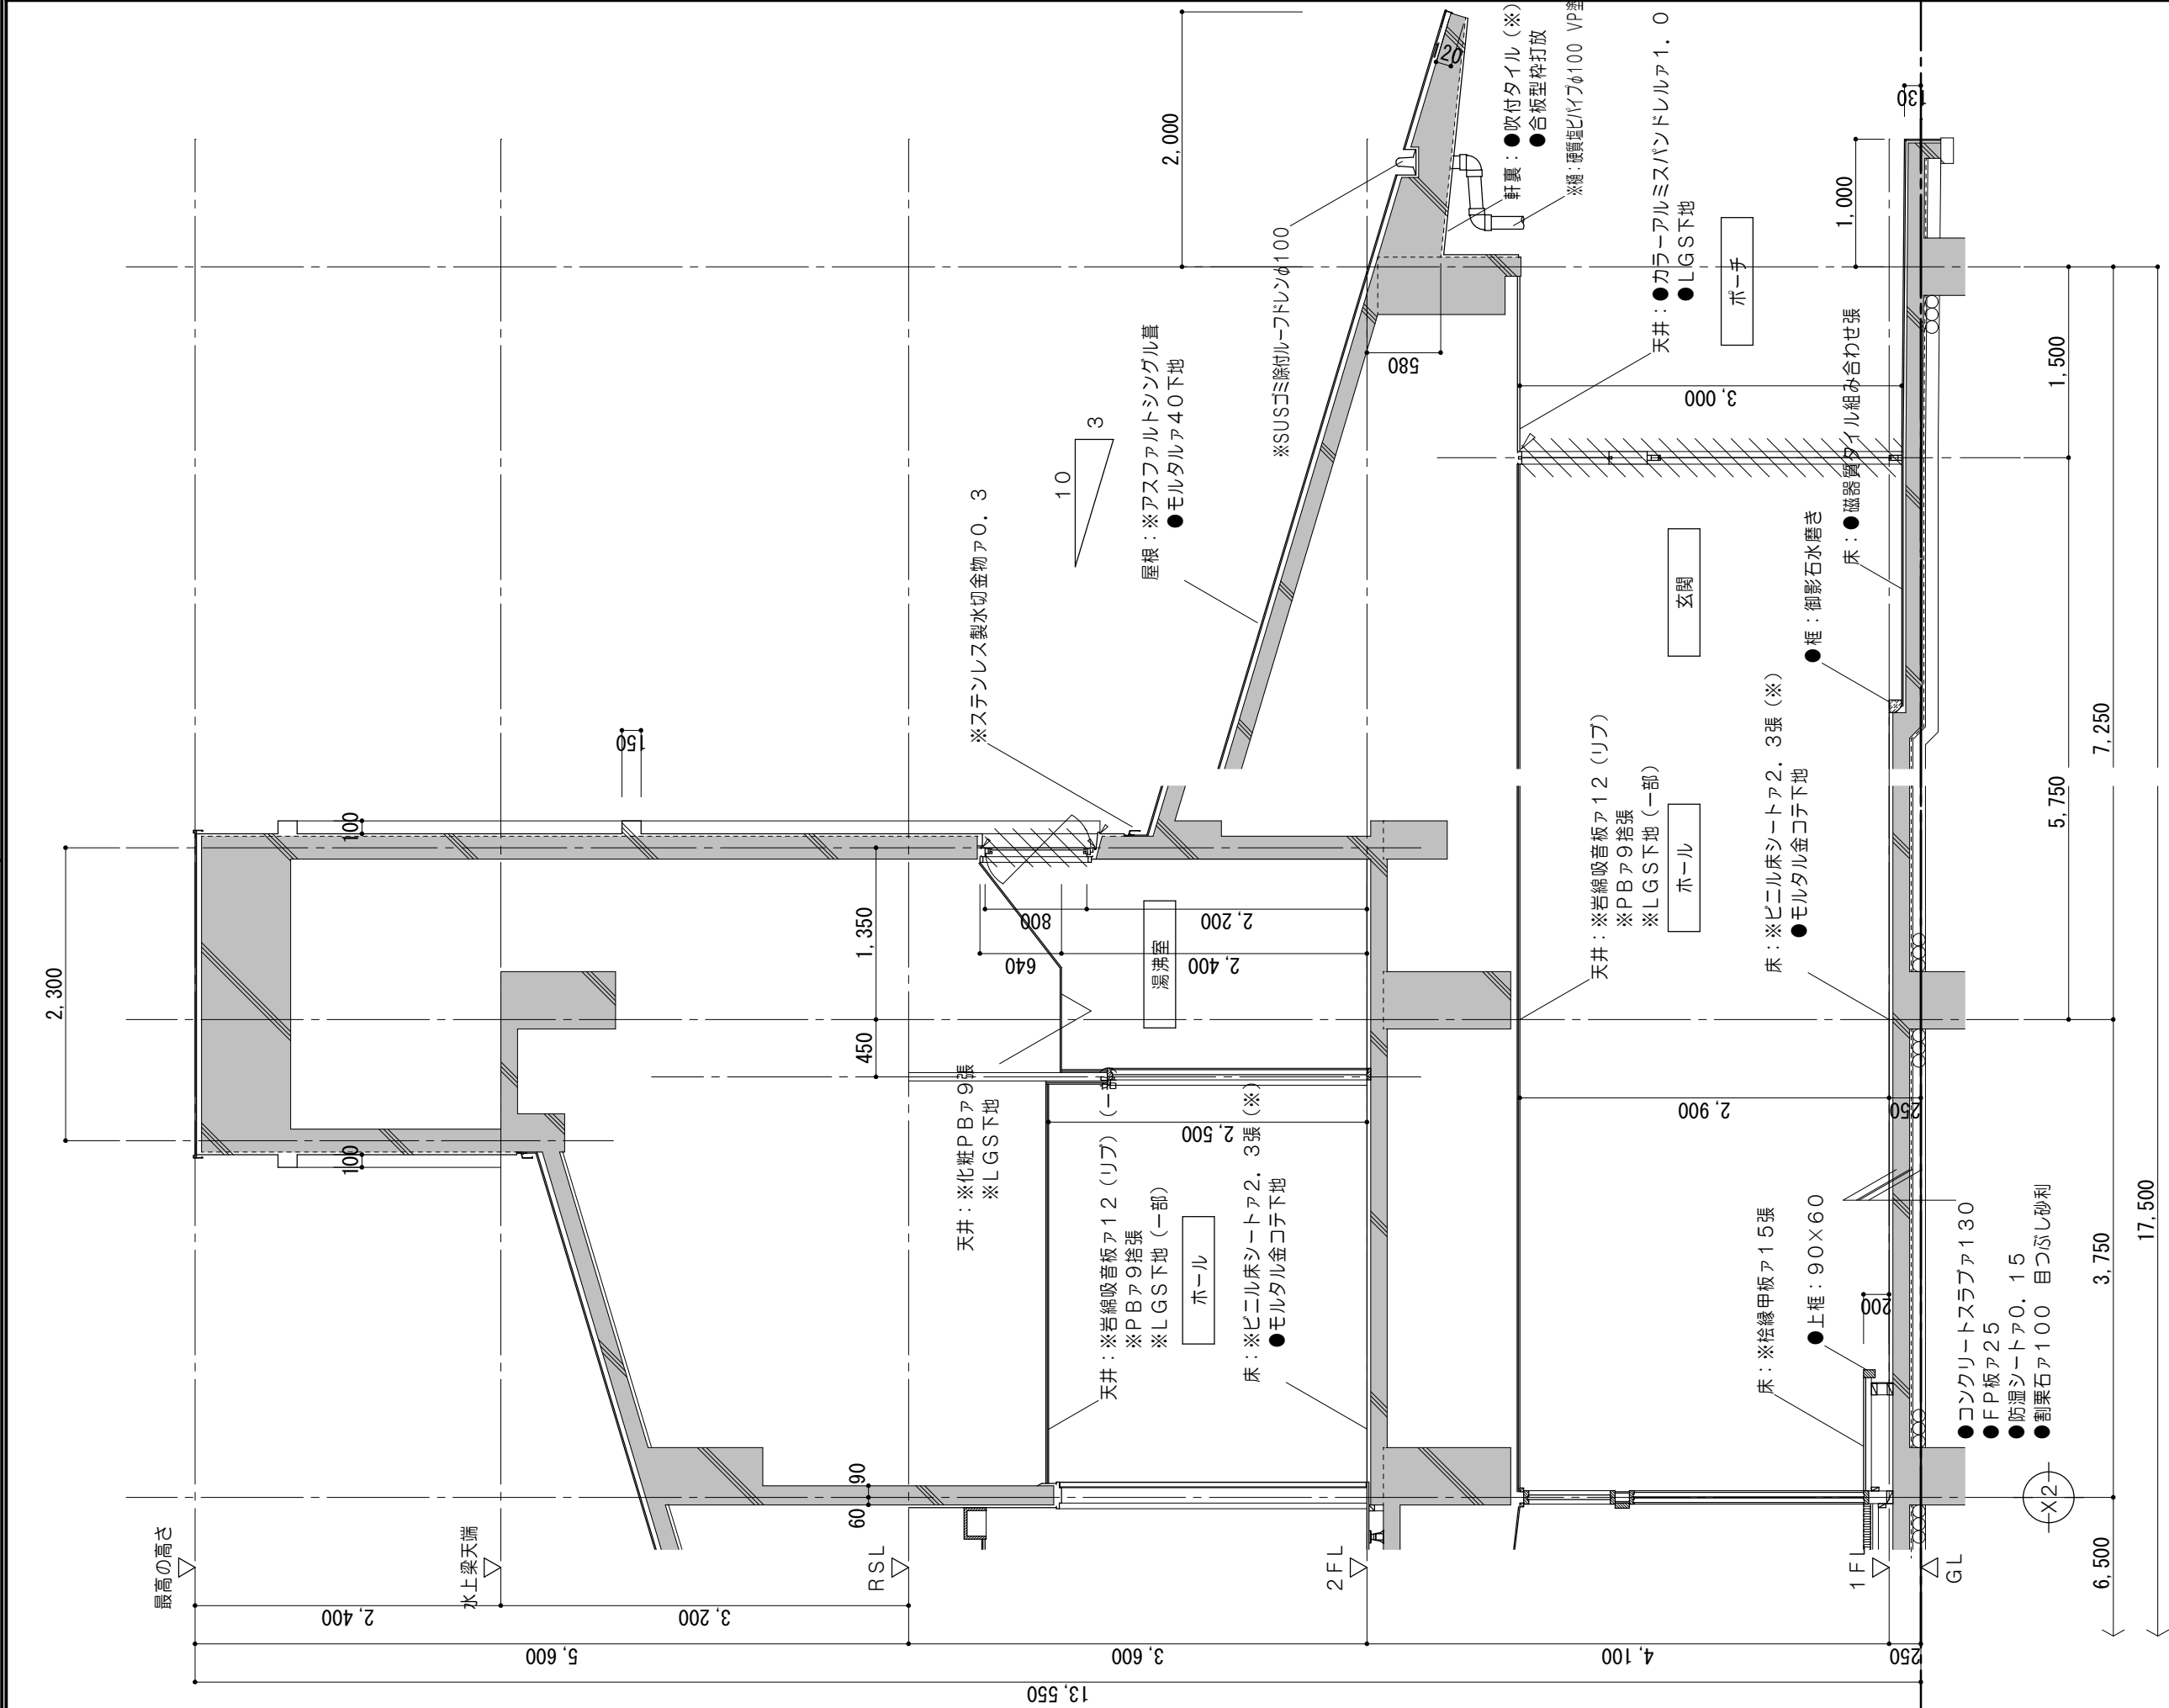 最高の高さ
水上梁天端
RSL
2FL
1FL
GL
2,400
3,200
5,600
3,600
4,100
250
13,550
2,300
100
100
150
1,350
450
800
2,200
640
2,400
湯沸室
60
90
天井：※化粧PBァ9張
※LGS下地
天井：※岩綿吸音板ァ12（リブ）（一部
※PBァ9捨張
※LGS下地（一部）
ホール
2,500
床：※ビニル床シートァ2．3張（※）
●モルタル金コテ下地
※ステンレス製水切金物ァ0．3
10
3
屋根：※アスファルトシングル葺
●モルタルァ40下地
※SUSゴミ除付ルーフドレンφ100
2,000
120
軒裏：●吹付タイル（※）
●合板型枠打放
※樋：硬質塩ビパイプφ100 VP塗
580
天井：●カラーアルミスパンドレルァ1．0
●LGS下地
ポーチ
3,000
1,000
130
玄関
床：●磁器質タイル組み合わせ張
●框：御影石水磨き
天井：※岩綿吸音板ァ12（リブ）
※PBァ9捨張
※LGS下地（一部）
ホール
床：※ビニル床シートァ2．3張（※）
●モルタル金コテ下地
2,900
250
床：※桧縁甲板ァ15張
●上框：90×60
200
●コンクリートスラブァ130
●FP板ァ25
●防湿シートァ0．15
●割栗石ァ100 目つぶし砂利
X2
1,500
5,750
7,250
3,750
6,500
17,500